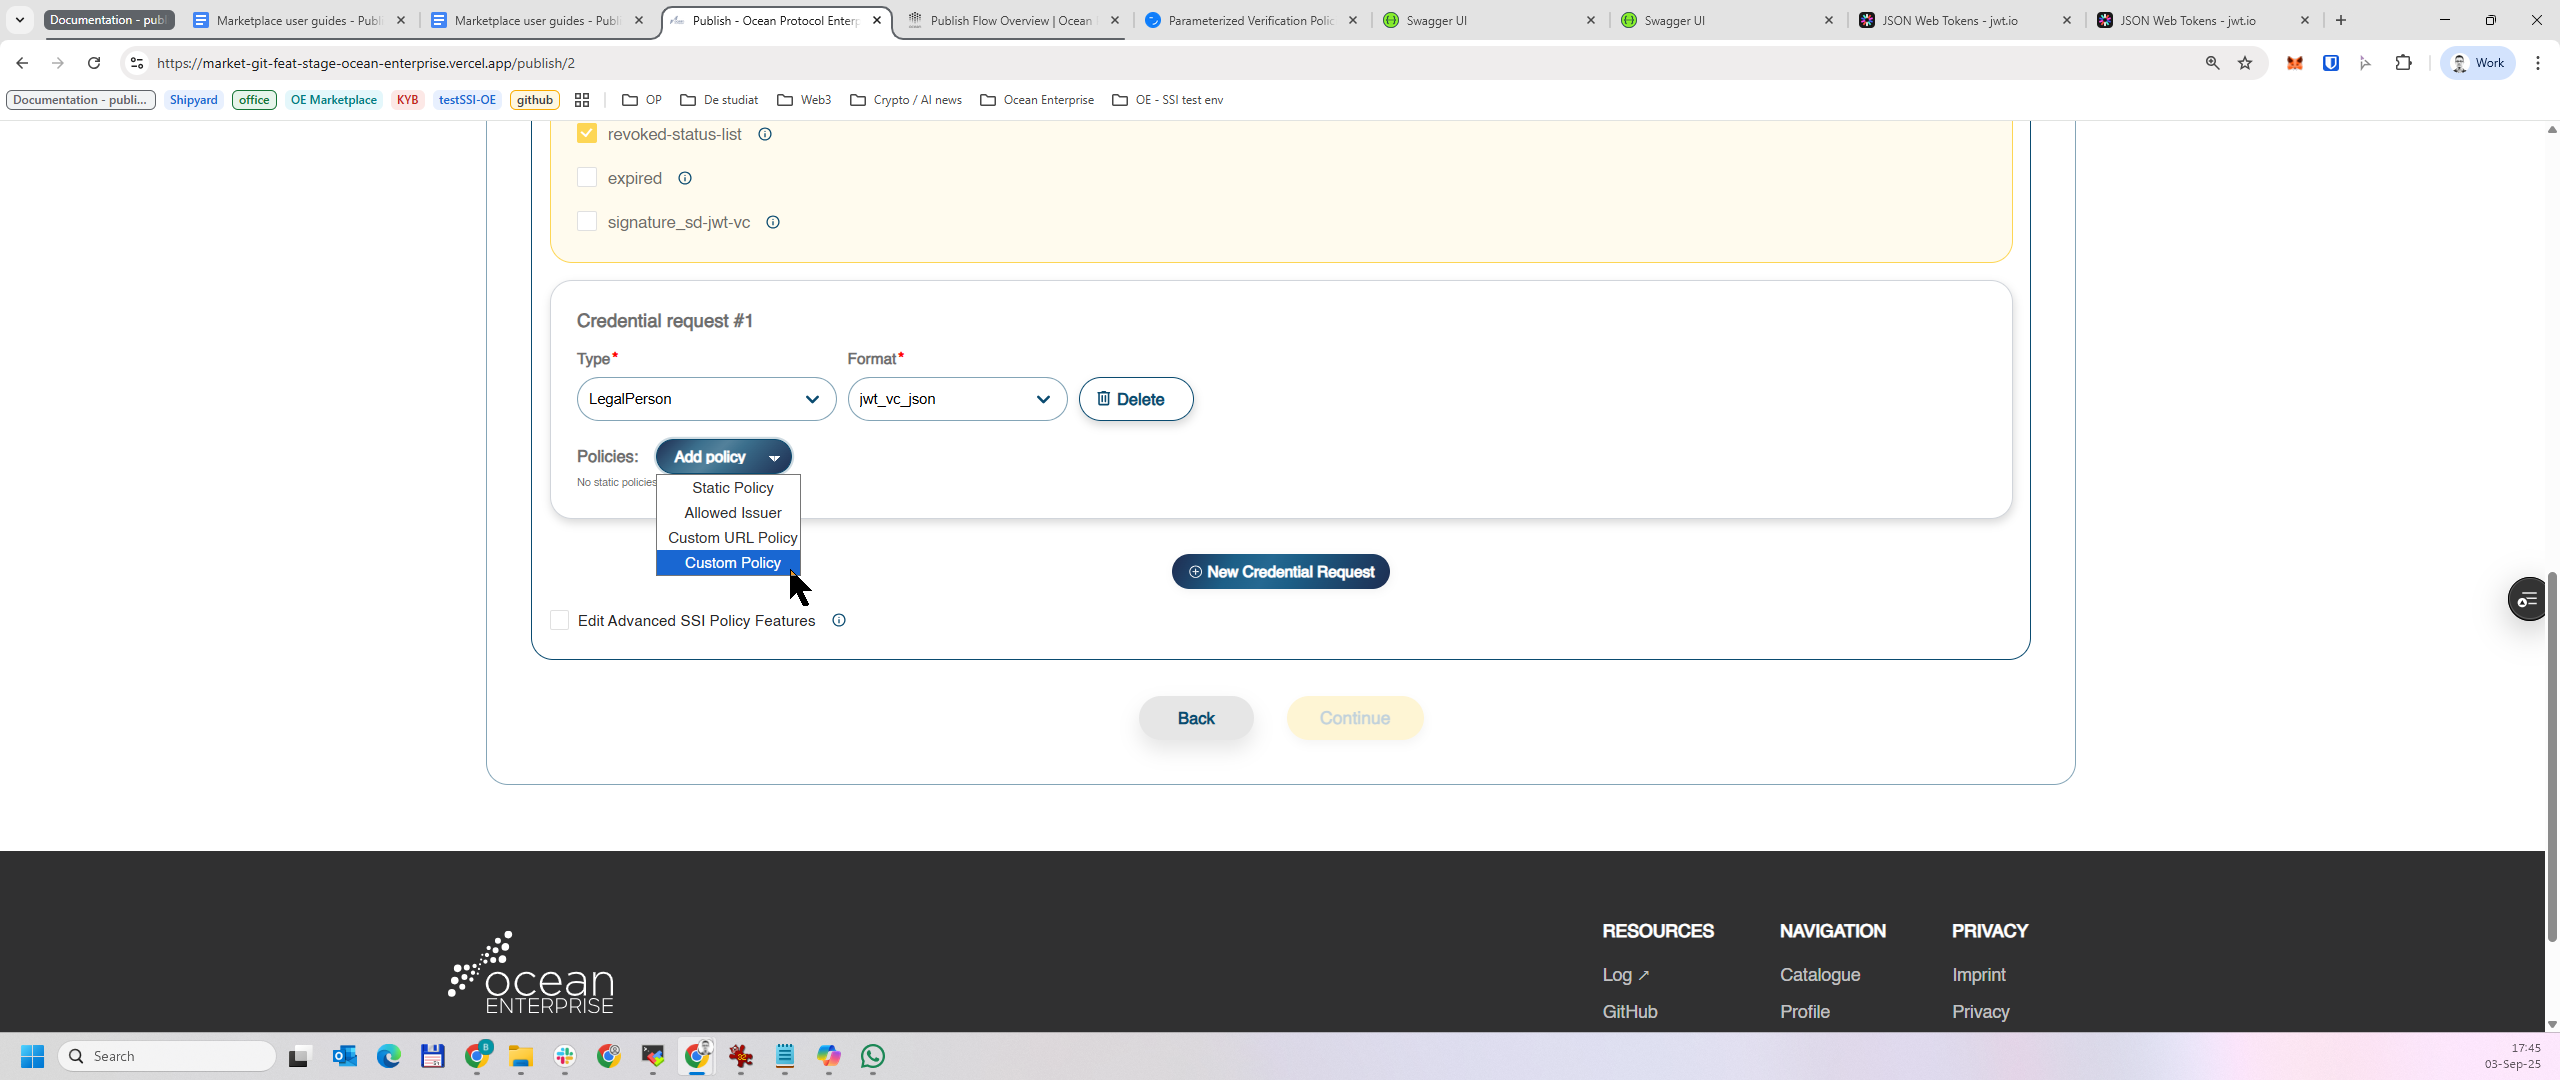 Documentation - publ
Marketplace user guides - Publ
Marketplace user guides - Publ
Publish - Ocean Protocol Enterp
Publish Flow Overview | Ocean
Parameterized Verification Polic
Swagger UI
Swagger UI
JSON Web Tokens - jwt.io
JSON Web Tokens - jwt.io
https://market-git-feat-stage-ocean-enterprise.vercel.app/publish/2
Work
Documentation - publi...
Shipyard
office
OE Marketplace
KYB
testSSI-OE
github
OP
De studiat
Web3
Crypto / AI news
Ocean Enterprise
OE - SSI test env
revoked-status-list
expired
signature_sd-jwt-vc
Credential request #1
Type*
Format*
LegalPerson
jwt_vc_json
Delete
Policies:
Add policy
No static policies
Static Policy
Allowed Issuer
Custom URL Policy
Custom Policy
New Credential Request
Edit Advanced SSI Policy Features
Back
Continue
ocean
ENTERPRISE
RESOURCES
NAVIGATION
PRIVACY
Log ↗
Catalogue
Imprint
GitHub
Profile
Privacy
Search
17:45
03-Sep-25